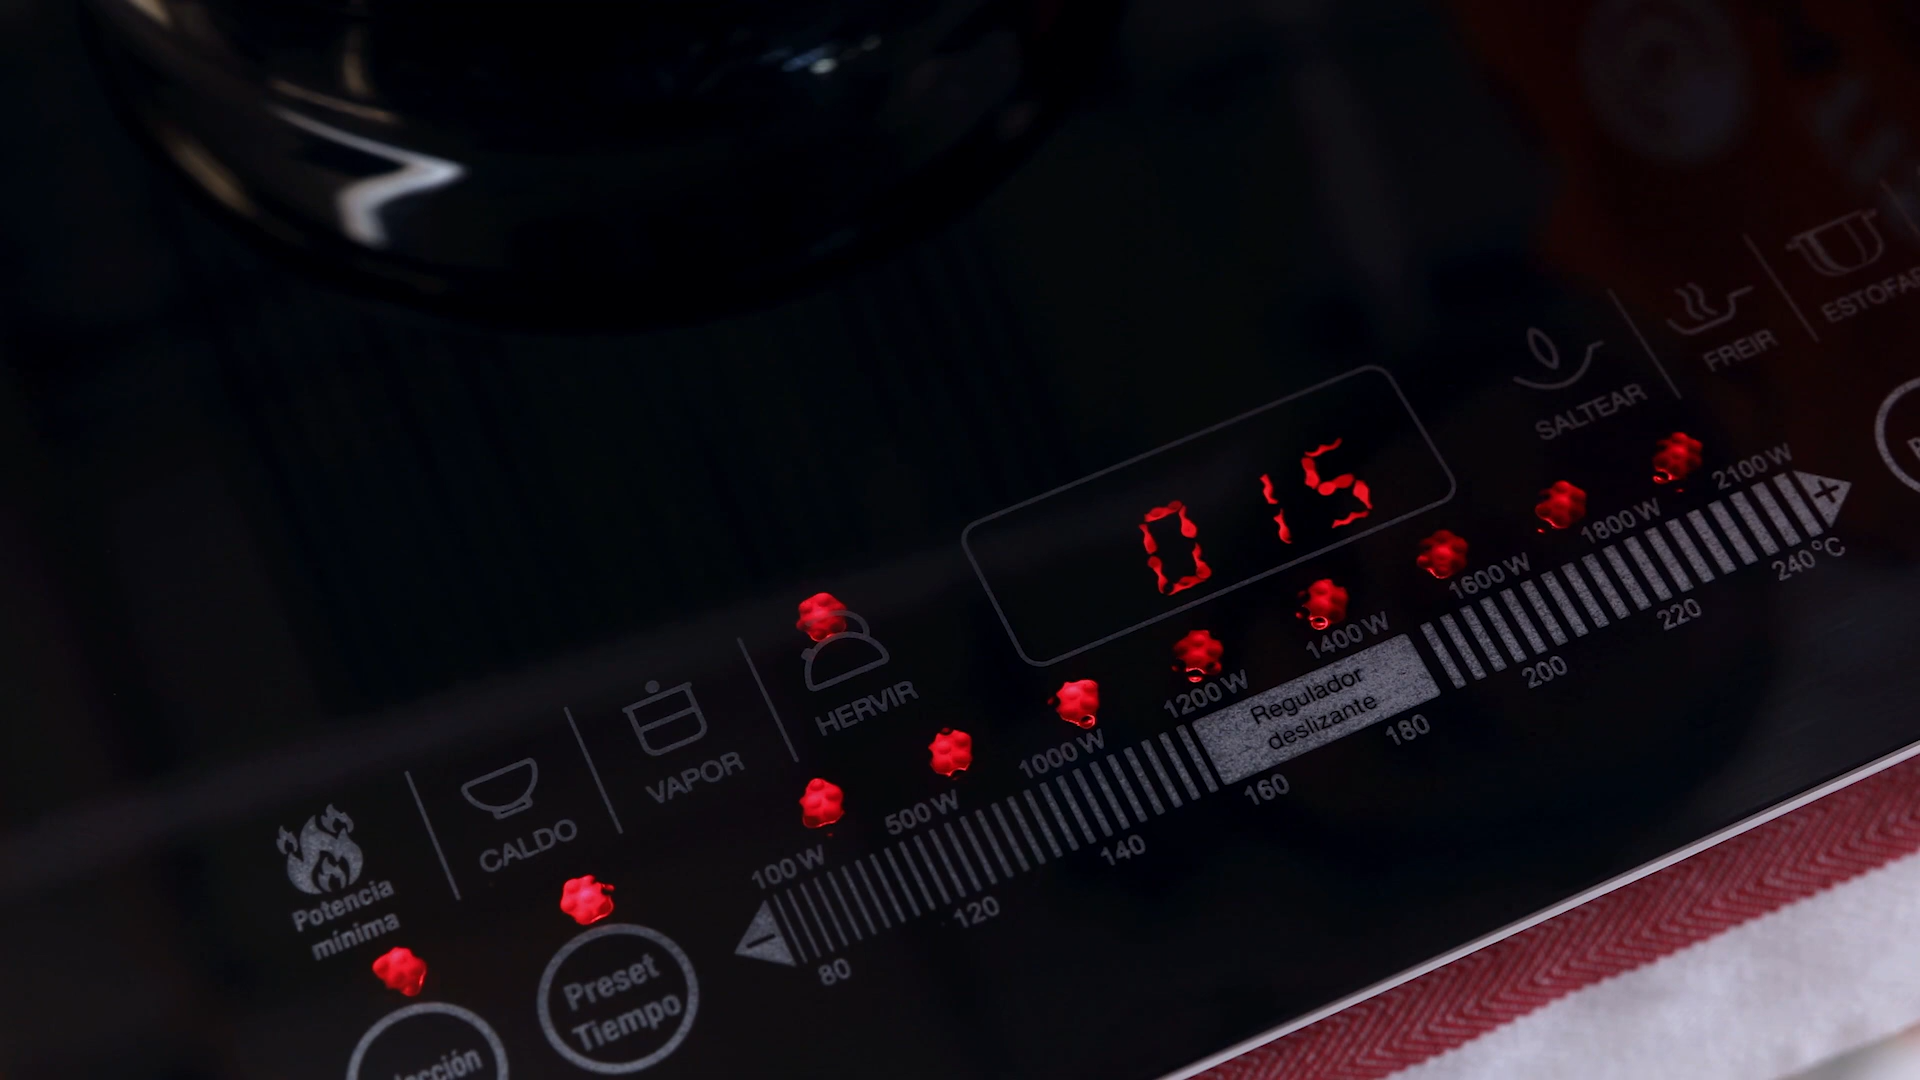 015
SALTEAR
FREIR
100 W
500 W
1000 W
1200 W
1400 W
1600 W
1800 W
2100 W
Potencia
mínima
CALDO
VAPOR
HERVIR
Regulador
deslizante
80
120
140
160
180
200
220
240°C
Preset
Tiempo